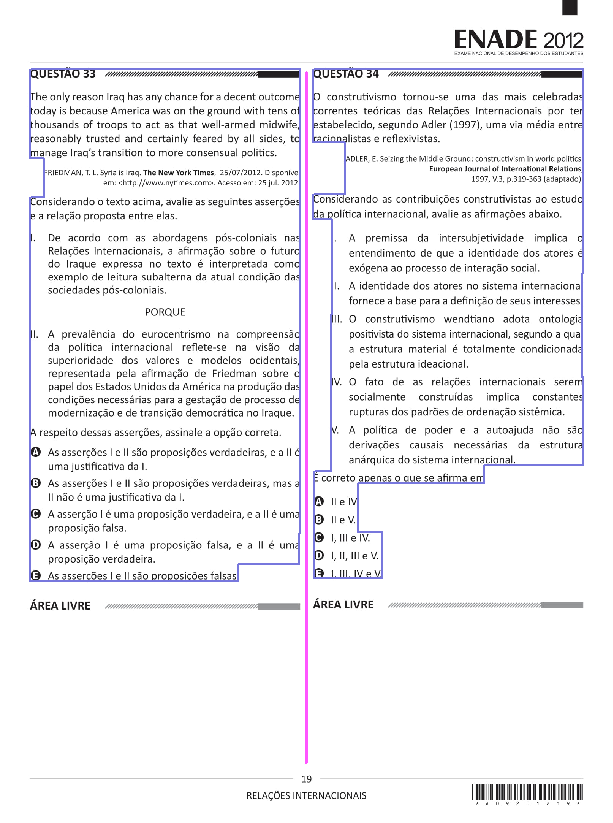 ENADE 2012
EXAME NACIONAL DE DESEMPENHO DOS ESTUDANTES
QUESTÃO 33
The only reason Iraq has any chance for a decent outcome
today is because America was on the ground with tens of
thousands of troops to act as that well-armed midwife,
reasonably trusted and certainly feared by all sides, to
manage Iraq's transition to more consensual politics.
FRIEDMAN, T. L. Syria is Iraq. The New York Times, 25/07/2012. Disponível
em: <http://www.nytimes.com>. Acesso em: 25 jul. 2012
Considerando o texto acima, avalie as seguintes asserções
e a relação proposta entre elas.
I. De acordo com as abordagens pós-coloniais nas
Relações Internacionais, a afirmação sobre o futuro
do Iraque expressa no texto é interpretada como
exemplo de leitura subalterna da atual condição das
sociedades pós-coloniais.
PORQUE
II. A prevalência do eurocentrismo na compreensão
da política internacional reflete-se na visão da
superioridade dos valores e modelos ocidentais,
representada pela afirmação de Friedman sobre o
papel dos Estados Unidos da América na produção das
condições necessárias para a gestação de processo de
modernização e de transição democrática no Iraque.
A respeito dessas asserções, assinale a opção correta.
A As asserções I e II são proposições verdadeiras, e a II é
uma justificativa da I.
B As asserções I e II são proposições verdadeiras, mas a
II não é uma justificativa da I.
C A asserção I é uma proposição verdadeira, e a II é uma
proposição falsa.
D A asserção I é uma proposição falsa, e a II é uma
proposição verdadeira.
E As asserções I e II são proposições falsas
ÁREA LIVRE
QUESTÃO 34
O construtivismo tornou-se uma das mais celebradas
correntes teóricas das Relações Internacionais por ter
estabelecido, segundo Adler (1997), uma via média entre
racionalistas e reflexivistas.
ADLER, E. Seizing the Middle Ground: constructivism in world politics
European Journal of International Relations
1997, V.3, p.319-363 (adaptado)
Considerando as contribuições construtivistas ao estudo
da política internacional, avalie as afirmações abaixo.
I. A premissa da intersubjetividade implica o
entendimento de que a identidade dos atores é
exógena ao processo de interação social.
II. A identidade dos atores no sistema internacional
fornece a base para a definição de seus interesses
III. O construtivismo wendtiano adota ontologia
positivista do sistema internacional, segundo a qual
a estrutura material é totalmente condicionada
pela estrutura ideacional.
IV. O fato de as relações internacionais serem
socialmente construídas implica constantes
rupturas dos padrões de ordenação sistêmica.
V. A política de poder e a autoajuda não são
derivações causais necessárias da estrutura
anárquica do sistema internacional.
É correto apenas o que se afirma em
A II e IV
B II e V.
C I, III e IV.
D I, II, III e V.
E I, III, IV e V
ÁREA LIVRE
19
RELAÇÕES INTERNACIONAIS